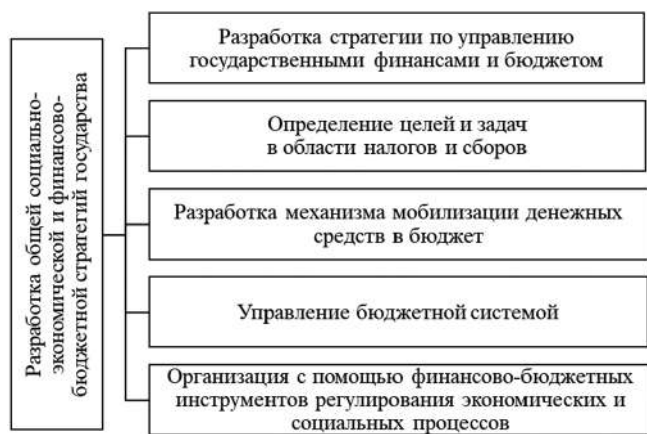 Разработка общей социально-
экономической и финансово-
бюджетной стратегий государства
Разработка стратегии по управлению
государственными финансами и бюджетом
Определение целей и задач
в области налогов и сборов
Разработка механизма мобилизации денежных
средств в бюджет
Управление бюджетной системой
Организация с помощью финансово-бюджетных
инструментов регулирования экономических и
социальных процессов